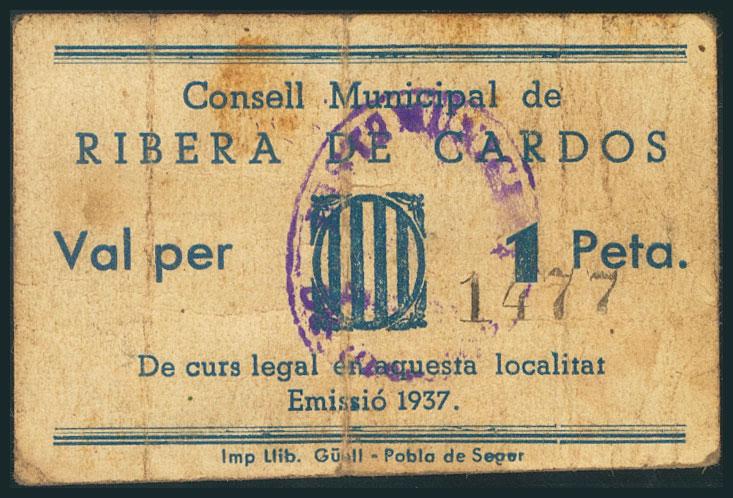 Consell Municipal de
RIBERA DE CARDOS
Val per 1 Peta.
1477
De curs legal en aquesta localitat
Emissió 1937.
Imp Llib. Güell - Pobla de Segur